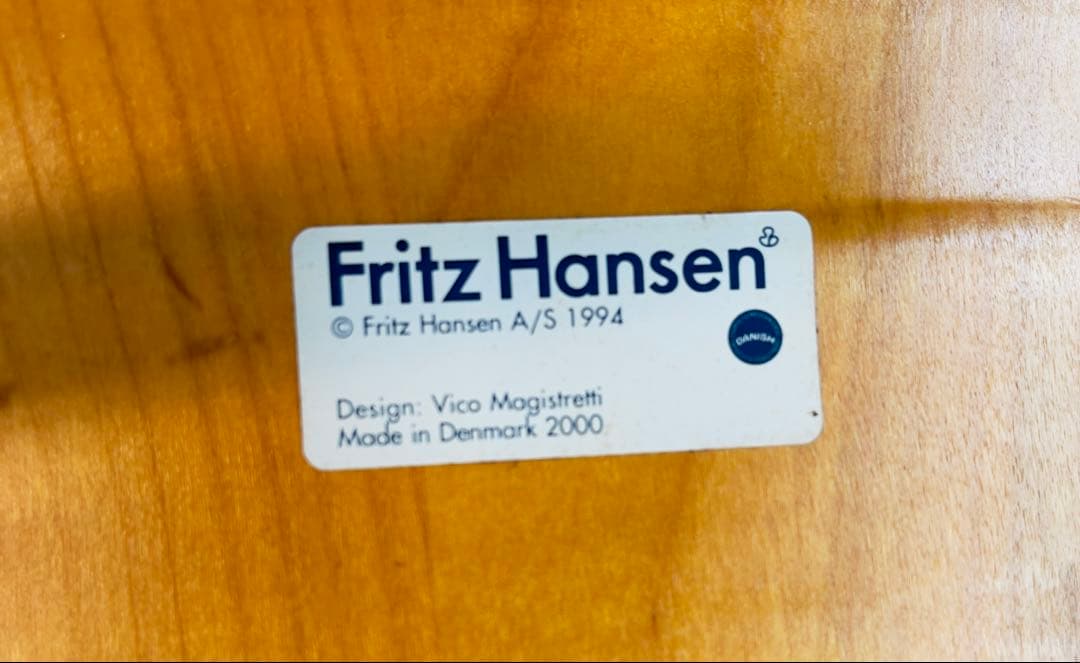 Fritz Hansen
© Fritz Hansen A/S 1994
DANISH
Design: Vico Magistretti
Made in Denmark 2000